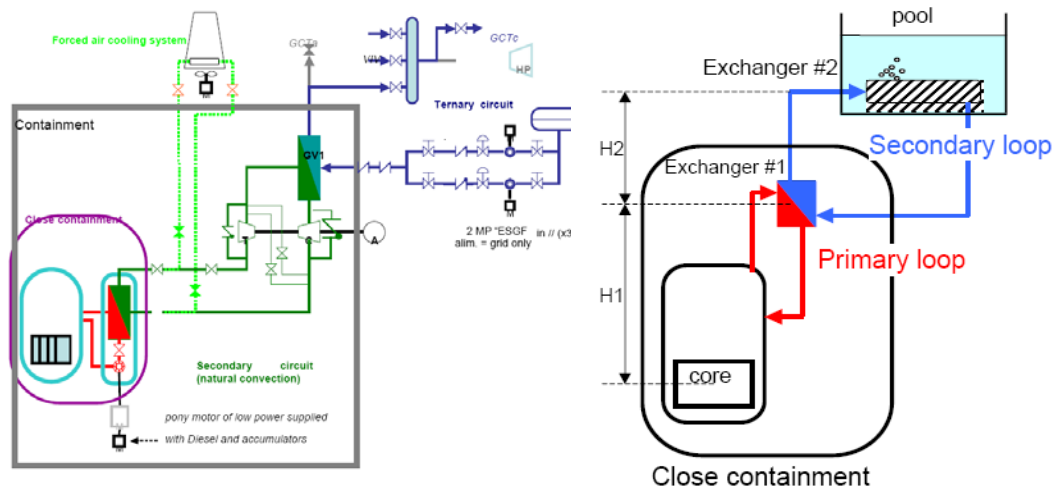 Forced air cooling system
GCTa
GCTc
HP
Ternary circuit
Containment
GV1
Close containment
M
2 MP "ESGF in // (x3
alim. = grid only
T
C
A
Secondary circuit
(natural convection)
pony motor of low power supplied
with Diesel and accumulators
pool
Exchanger #2
Secondary loop
H2
Exchanger #1
Primary loop
H1
core
Close containment